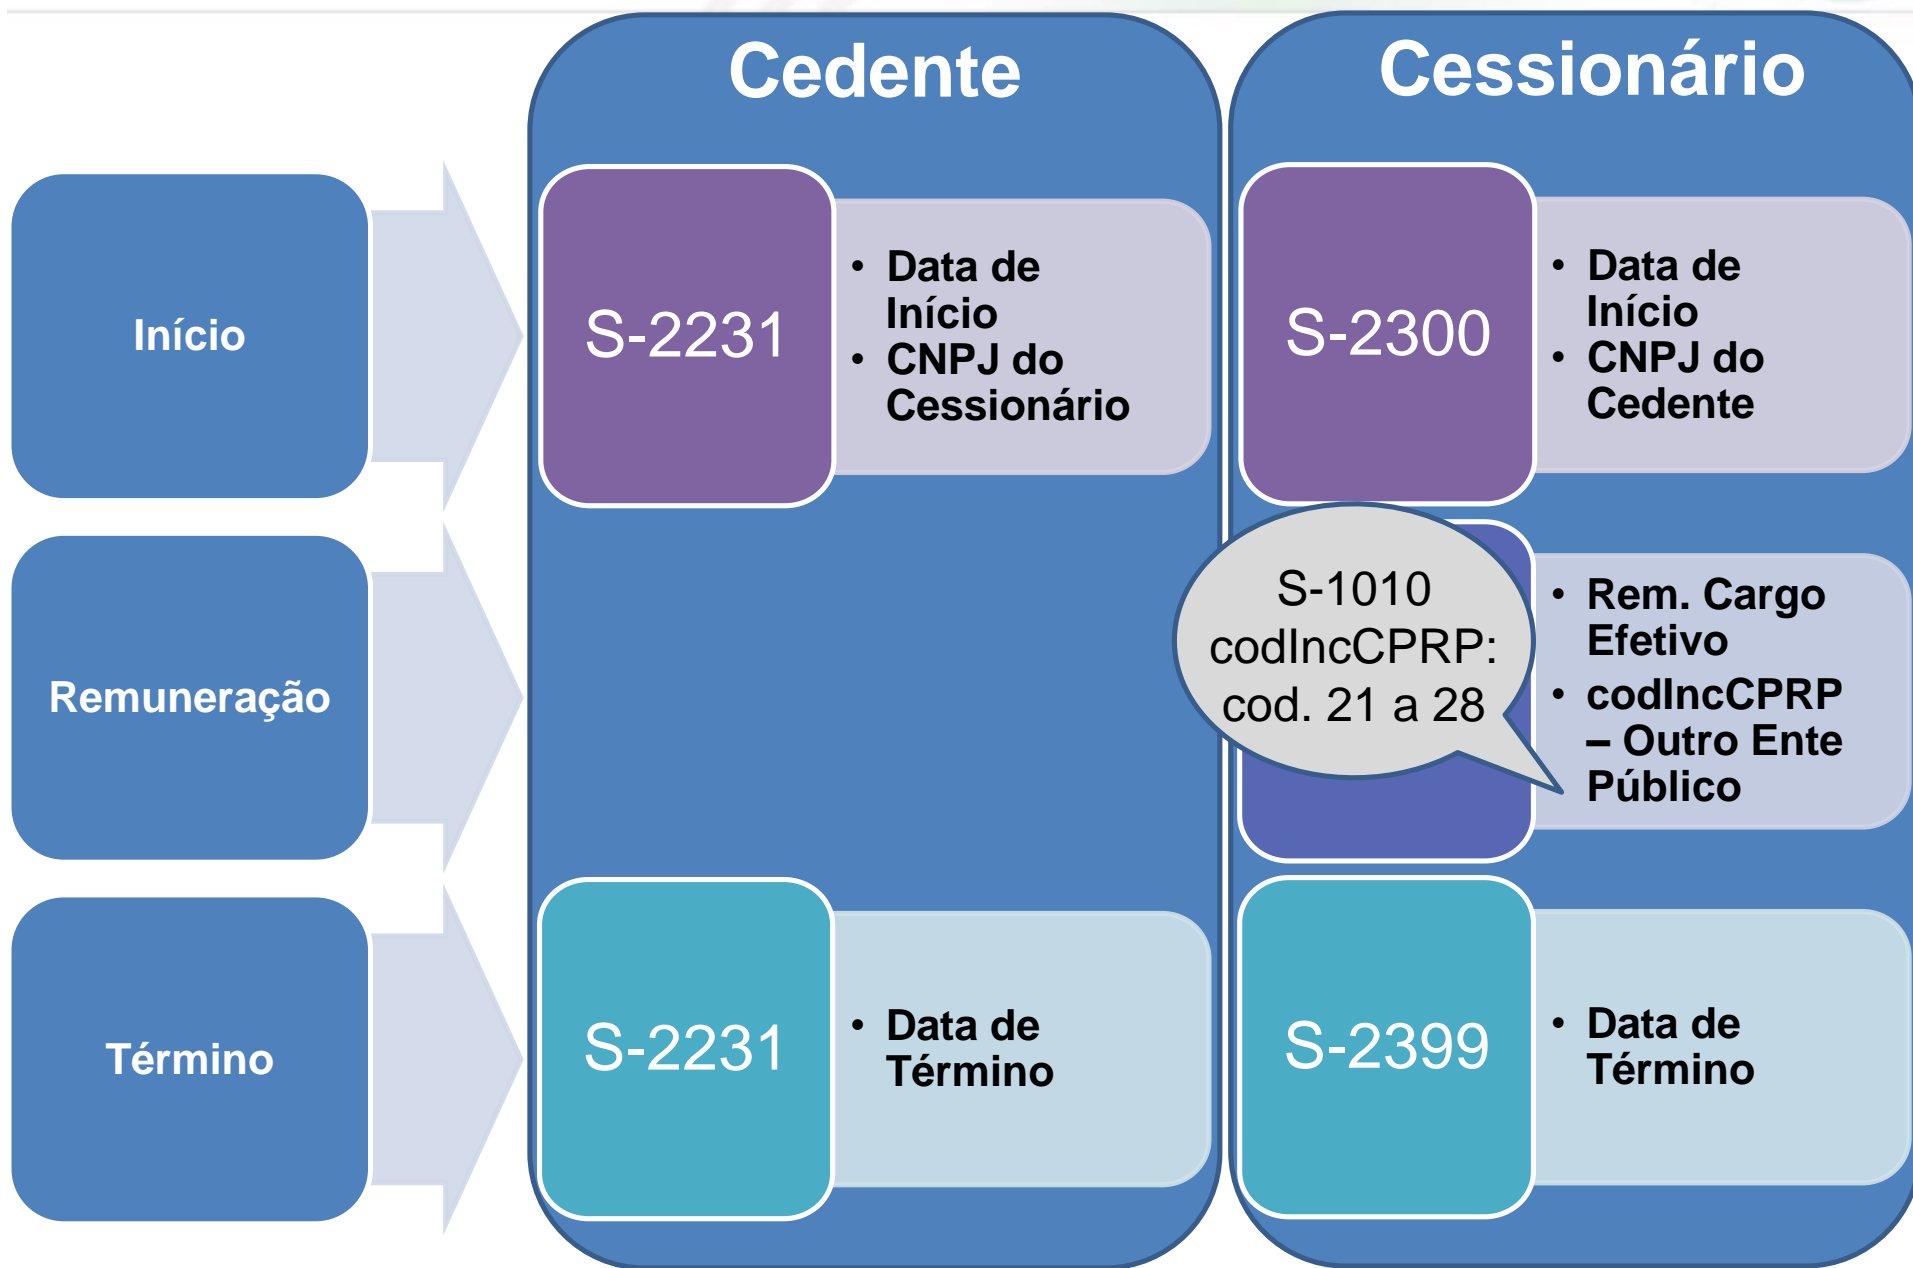 Cedente
Cessionário
Início
S-2231
• Data de
Início
• CNPJ do
Cessionário
S-2300
• Data de
Início
• CNPJ do
Cedente
Remuneração
S-1010
codIncCPRP:
cod. 21 a 28
• Rem. Cargo
Efetivo
• codIncCPRP
– Outro Ente
Público
Término
S-2231
• Data de
Término
S-2399
• Data de
Término